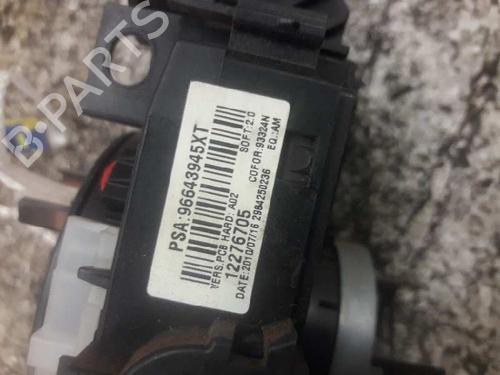 PSA:96643945XT
VERS.PCB HARD: A02
SOFT:2.0
12276705
COFOR:93324N
DATE:2010/07/16 2984250236
EQ.:AM
B-PARTS